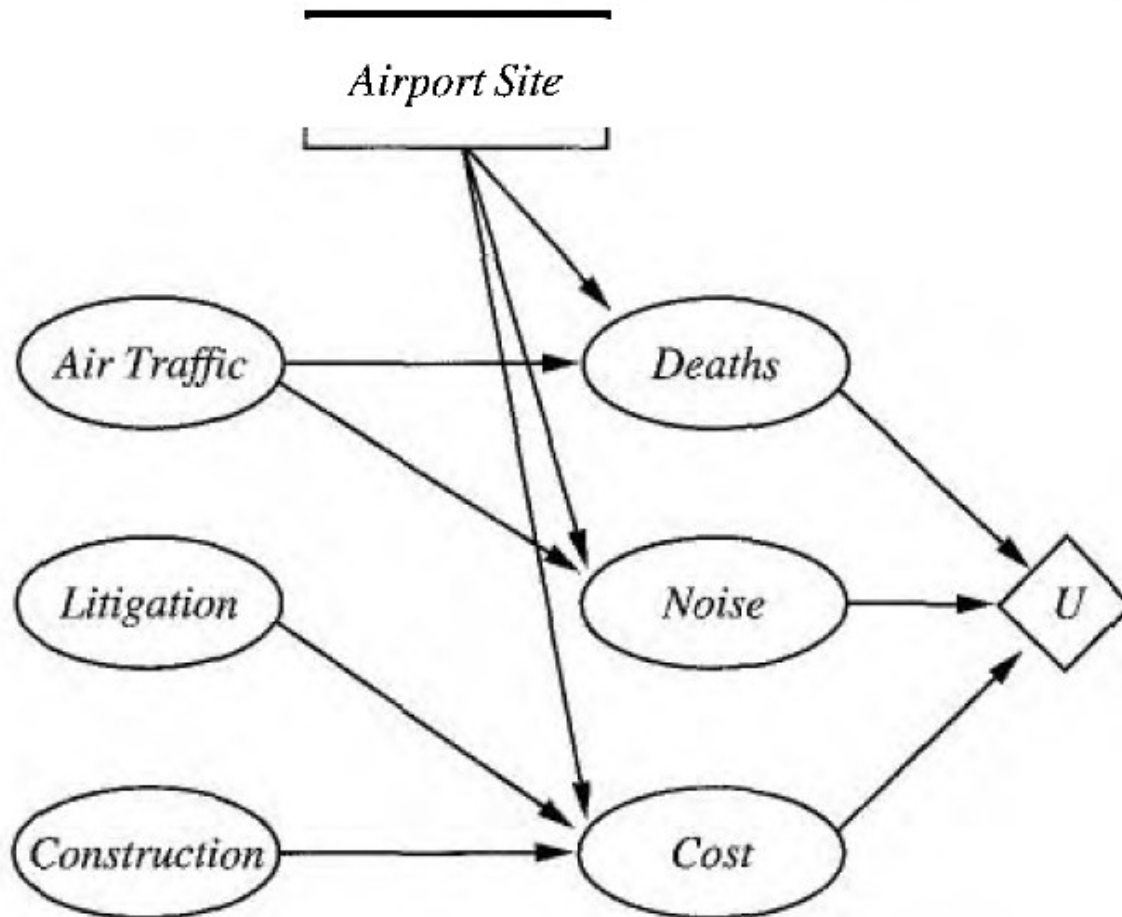 Airport Site
Air Traffic
Deaths
Litigation
Noise
U
Construction
Cost